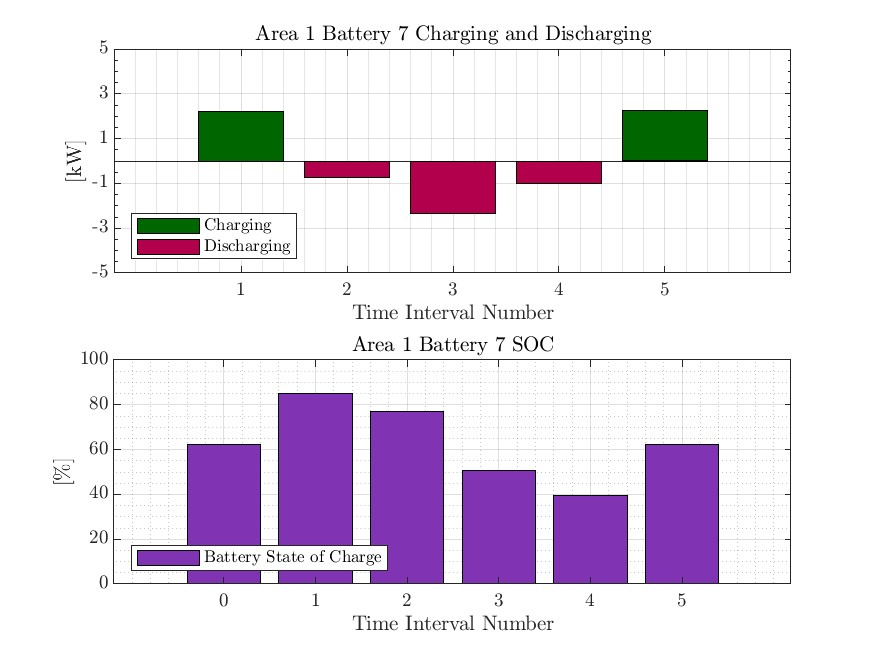 Area 1 Battery 7 Charging and Discharging
5
3
1
-1
-3
-5
[kW]
Charging
Discharging
1 2 3 4 5
Time Interval Number
Area 1 Battery 7 SOC
100
80
60
40
20
0
[%]
Battery State of Charge
0 1 2 3 4 5
Time Interval Number